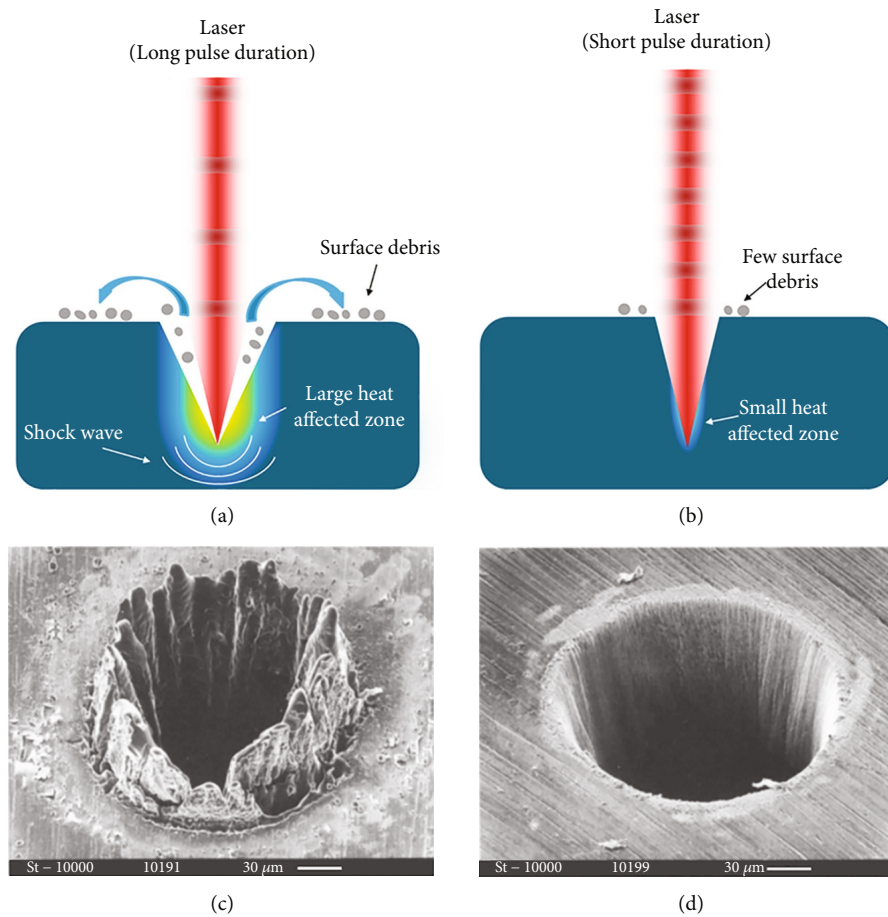 Laser
(Long pulse duration)
Laser
(Short pulse duration)
Surface debris
Few surface
debris
Large heat
affected zone
Shock wave
Small heat
affected zone
(a)
(b)
St – 10000 10191 30 μm
St – 10000 10199 30 μm
(c)
(d)